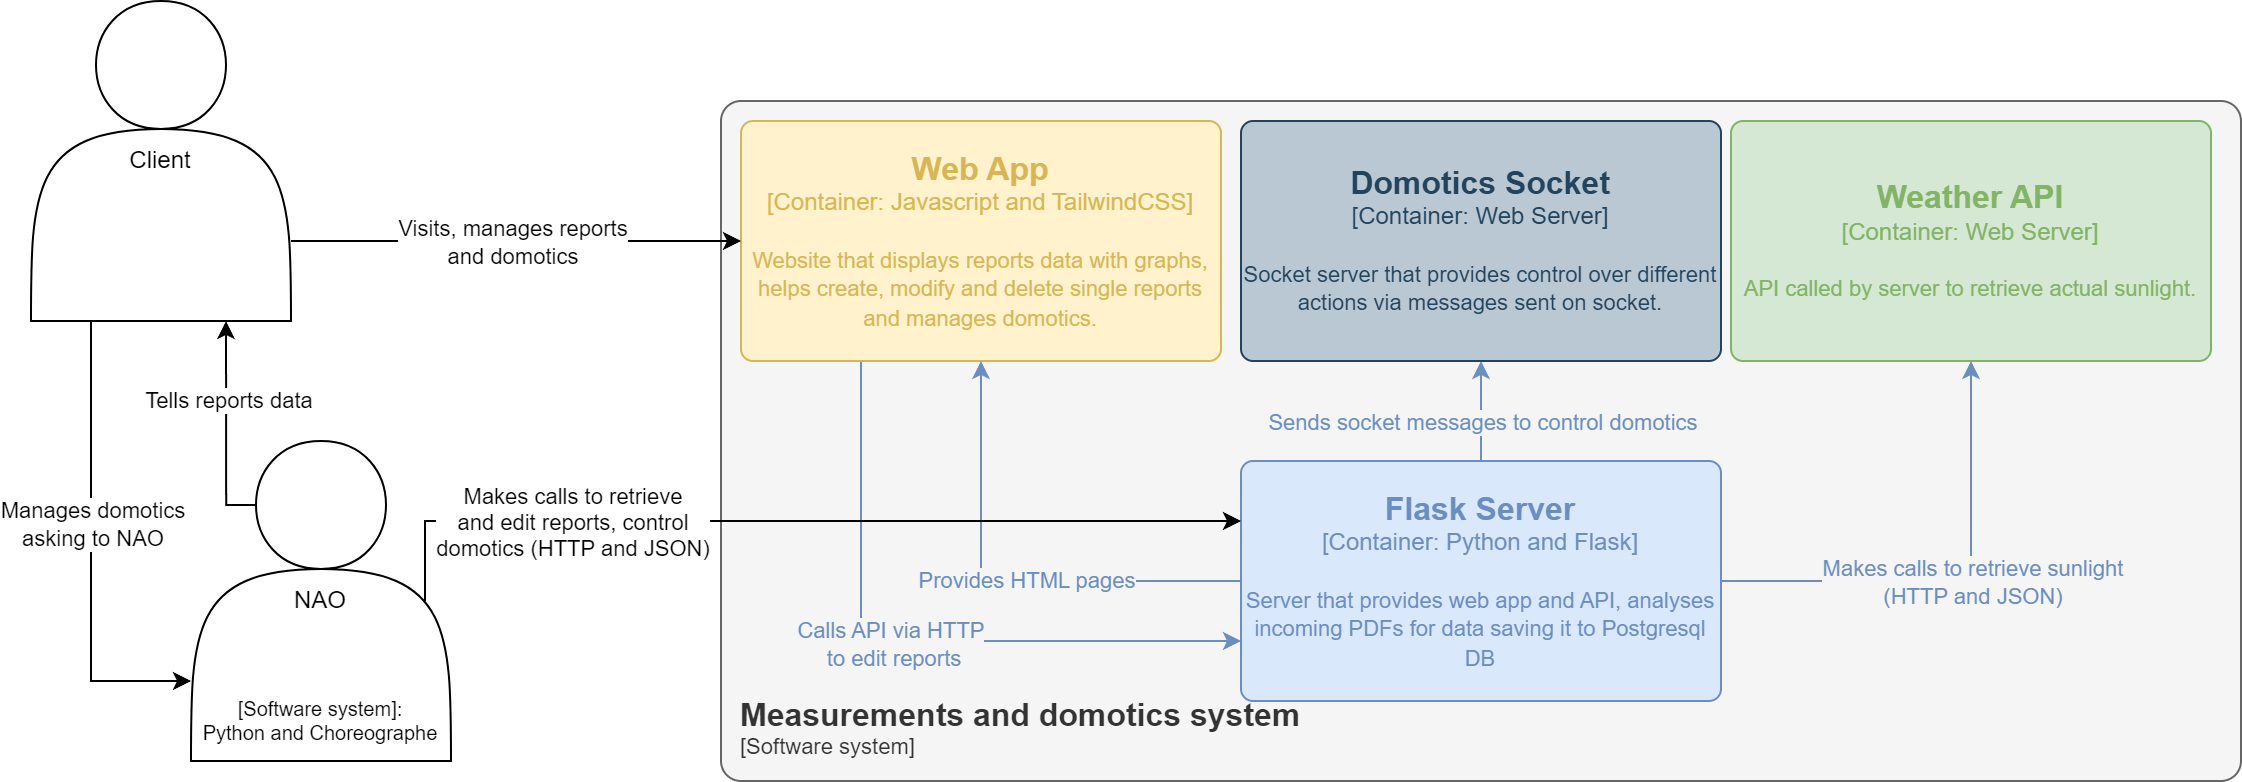 Client
Visits, manages reports
and domotics
Web App
[Container: Javascript and TailwindCSS]
Website that displays reports data with graphs,
helps create, modify and delete single reports
and manages domotics.
Domotics Socket
[Container: Web Server]
Socket server that provides control over different
actions via messages sent on socket.
Weather API
[Container: Web Server]
API called by server to retrieve actual sunlight.
Tells reports data
Manages domotics
asking to NAO
Makes calls to retrieve
and edit reports, control
domotics (HTTP and JSON)
NAO
[Software system]:
Python and Choreographe
Sends socket messages to control domotics
Flask Server
[Container: Python and Flask]
Server that provides web app and API, analyses
incoming PDFs for data saving it to Postgresql
DB
Provides HTML pages
Calls API via HTTP
to edit reports
Makes calls to retrieve sunlight
(HTTP and JSON)
Measurements and domotics system
[Software system]